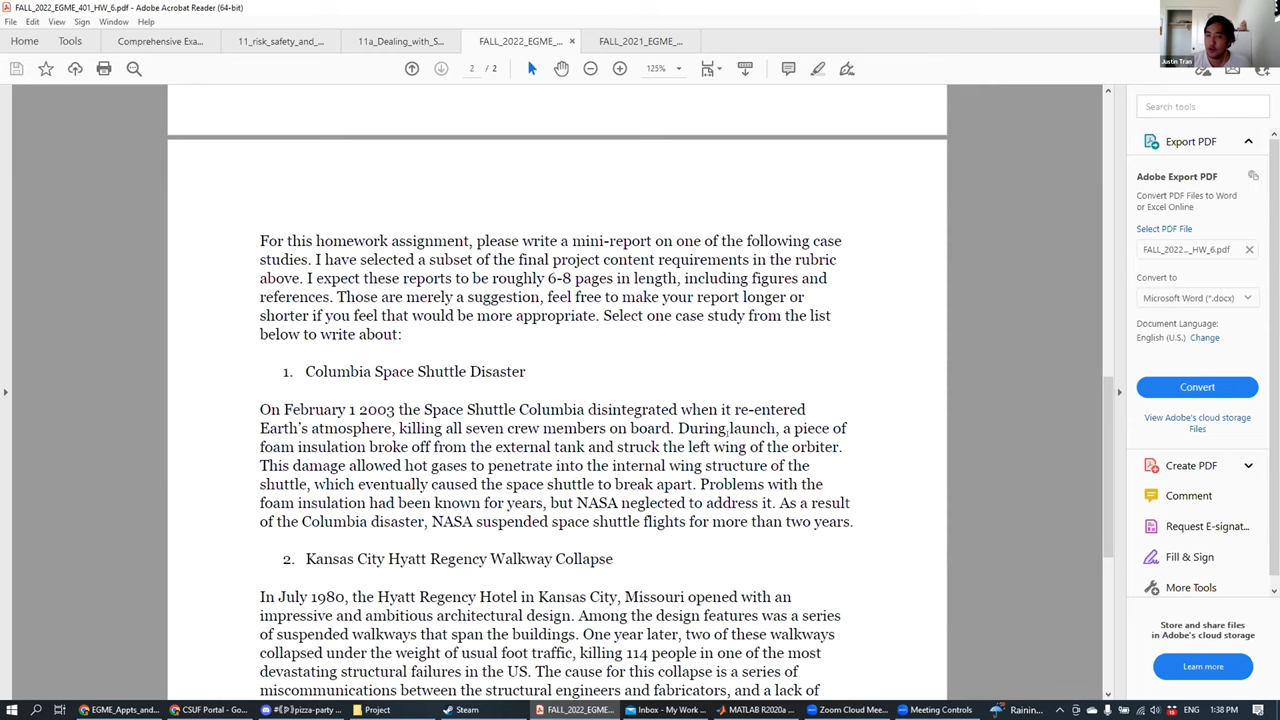 FALL_2022_EGME_401_HW_6.pdf - Adobe Acrobat Reader (64-bit)
File Edit View Sign Window Help
Home Tools Comprehensive Exa... 11_risk_safety_and_... 11a_Dealing_with_S... FALL_2022_EGME_... × FALL_2021_EGME_...
2 / 2 125%
Justin Tran
Search tools
Export PDF
Adobe Export PDF
Convert PDF Files to Word
or Excel Online
Select PDF File
FALL_2022_..._HW_6.pdf
Convert to
Microsoft Word (*.docx)
Document Language:
English (U.S.) Change
Convert
View Adobe's cloud storage
Files
Create PDF
Comment
Request E-signat...
Fill & Sign
More Tools
Store and share files
in Adobe's cloud storage
Learn more
For this homework assignment, please write a mini-report on one of the following case
studies. I have selected a subset of the final project content requirements in the rubric
above. I expect these reports to be roughly 6-8 pages in length, including figures and
references. Those are merely a suggestion, feel free to make your report longer or
shorter if you feel that would be more appropriate. Select one case study from the list
below to write about:
1. Columbia Space Shuttle Disaster
On February 1 2003 the Space Shuttle Columbia disintegrated when it re-entered
Earth's atmosphere, killing all seven crew members on board. During launch, a piece of
foam insulation broke off from the external tank and struck the left wing of the orbiter.
This damage allowed hot gases to penetrate into the internal wing structure of the
shuttle, which eventually caused the space shuttle to break apart. Problems with the
foam insulation had been known for years, but NASA neglected to address it. As a result
of the Columbia disaster, NASA suspended space shuttle flights for more than two years.
2. Kansas City Hyatt Regency Walkway Collapse
In July 1980, the Hyatt Regency Hotel in Kansas City, Missouri opened with an
impressive and ambitious architectural design. Among the design features was a series
of suspended walkways that span the buildings. One year later, two of these walkways
collapsed under the weight of usual foot traffic, killing 114 people in one of the most
devastating structural failures in the US. The cause for this collapse is a series of
miscommunications between the structural engineers and fabricators, and a lack of
EGME_Appts_and... CSUF Portal - Go... pizza-party ... Project Steam FALL_2022_EGME... Inbox - My Work ... MATLAB R2020a ... Zoom Cloud Mee... Meeting Controls Rainin... 15 1:38 PM